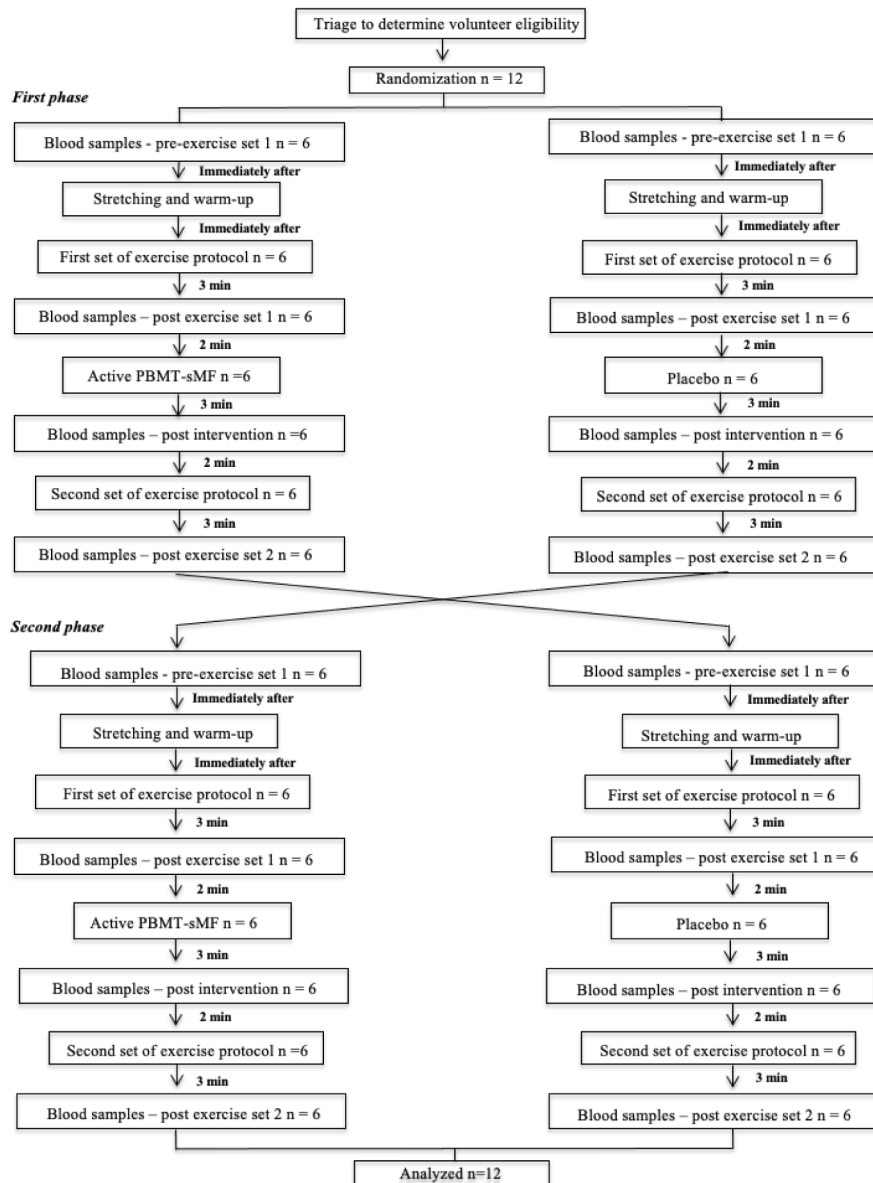 Triage to determine volunteer eligibility
Randomization n = 12
First phase
Blood samples - pre-exercise set 1 n = 6
Immediately after
Stretching and warm-up
Immediately after
First set of exercise protocol n = 6
3 min
Blood samples – post exercise set 1 n = 6
2 min
Active PBMT-sMF n =6
3 min
Blood samples – post intervention n =6
2 min
Second set of exercise protocol n = 6
3 min
Blood samples – post exercise set 2 n = 6
Blood samples - pre-exercise set 1 n = 6
Immediately after
Stretching and warm-up
Immediately after
First set of exercise protocol n = 6
3 min
Blood samples – post exercise set 1 n = 6
2 min
Placebo n = 6
3 min
Blood samples – post intervention n = 6
2 min
Second set of exercise protocol n = 6
3 min
Blood samples – post exercise set 2 n = 6
Second phase
Blood samples - pre-exercise set 1 n = 6
Immediately after
Stretching and warm-up
Immediately after
First set of exercise protocol n = 6
3 min
Blood samples – post exercise set 1 n = 6
2 min
Active PBMT-sMF n = 6
3 min
Blood samples – post intervention n = 6
2 min
Second set of exercise protocol n =6
3 min
Blood samples – post exercise set 2 n = 6
Blood samples - pre-exercise set 1 n = 6
Immediately after
Stretching and warm-up
Immediately after
First set of exercise protocol n = 6
3 min
Blood samples – post exercise set 1 n = 6
2 min
Placebo n = 6
3 min
Blood samples – post intervention n = 6
2 min
Second set of exercise protocol n = 6
3 min
Blood samples – post exercise set 2 n = 6
Analyzed n=12